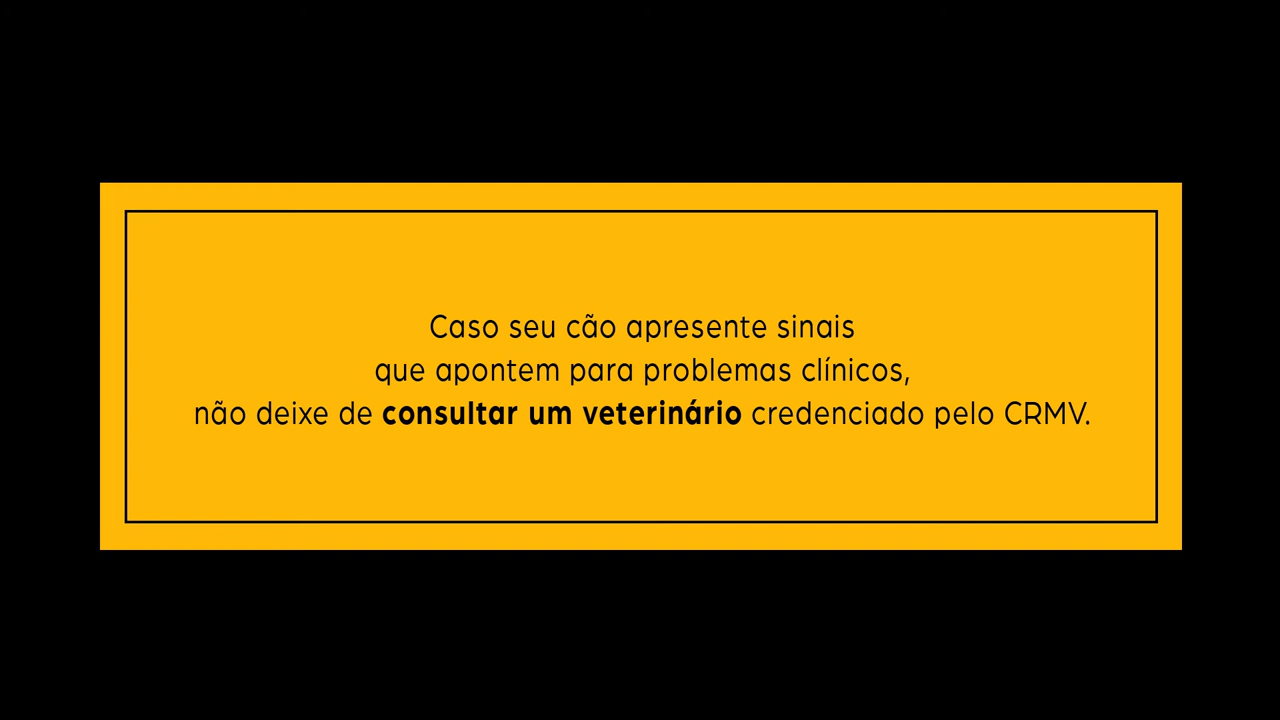 Caso seu cão apresente sinais
que apontem para problemas clínicos,
não deixe de consultar um veterinário credenciado pelo CRMV.